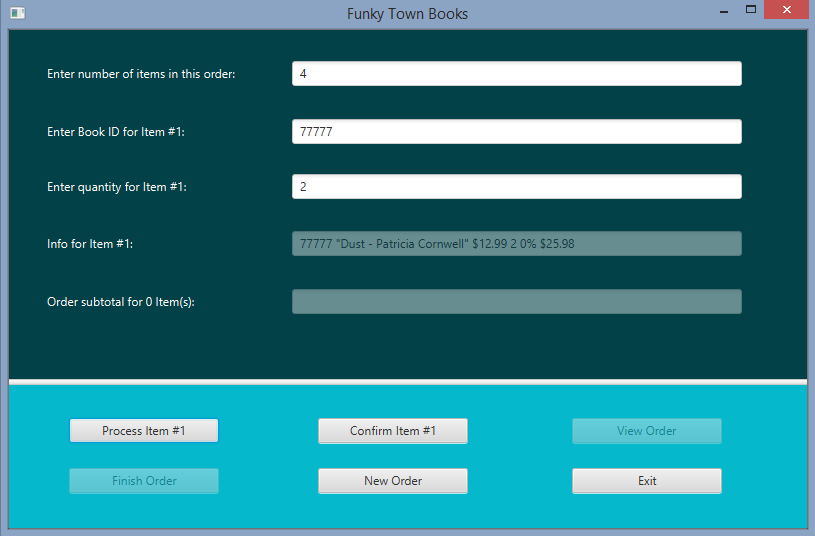 Funky Town Books
Enter number of items in this order: 4
Enter Book ID for Item #1: 77777
Enter quantity for Item #1: 2
Info for Item #1: 77777 "Dust - Patricia Cornwell" $12.99 2 0% $25.98
Order subtotal for 0 Item(s):
Process Item #1 Confirm Item #1 View Order
Finish Order New Order Exit